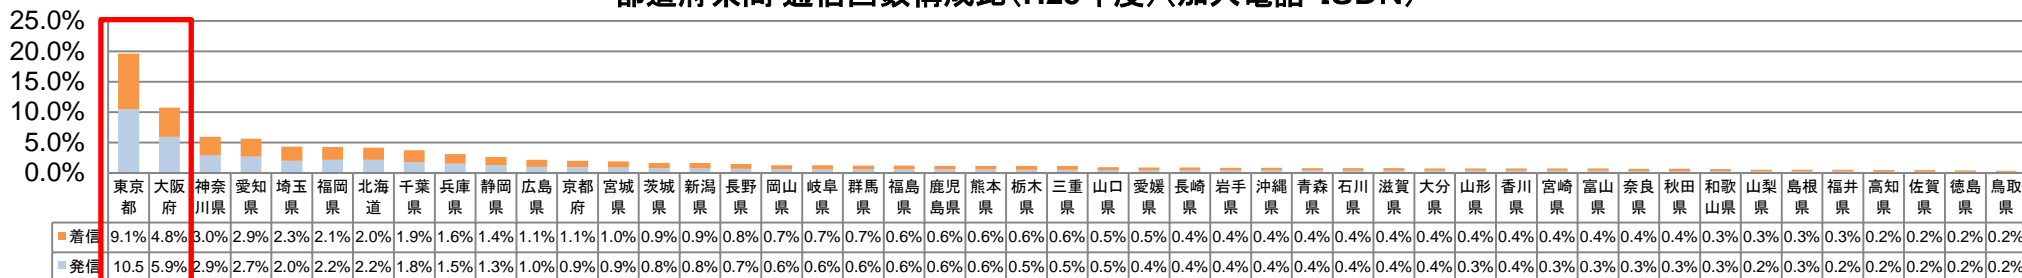 25.0%
20.0%
15.0%
10.0%
5.0%
0.0%
東京都 大阪府 神奈川県 愛知県 埼玉県 福岡県 北海道 千葉県 兵庫県 静岡県 広島県 京都府 宮城県 茨城県 新潟県 長野県 岡山県 岐阜県 群馬県 福島県 鹿児島県 熊本県 栃木県 三重県 山口県 愛媛県 長崎県 岩手県 沖縄県 青森県 石川県 滋賀県 大分県 山形県 香川県 宮崎県 富山県 奈良県 秋田県 和歌山県 山梨県 島根県 福井県 高知県 佐賀県 徳島県 鳥取県
着信 9.1% 4.8% 3.0% 2.9% 2.3% 2.1% 2.0% 1.9% 1.6% 1.4% 1.1% 1.1% 1.0% 0.9% 0.9% 0.8% 0.7% 0.7% 0.7% 0.6% 0.6% 0.6% 0.6% 0.6% 0.5% 0.5% 0.4% 0.4% 0.4% 0.4% 0.4% 0.4% 0.4% 0.4% 0.4% 0.4% 0.4% 0.4% 0.4% 0.3% 0.3% 0.3% 0.3% 0.2% 0.2% 0.2% 0.2%
発信 10.5 5.9% 2.9% 2.7% 2.0% 2.2% 2.2% 1.8% 1.5% 1.3% 1.0% 0.9% 0.9% 0.8% 0.8% 0.7% 0.6% 0.6% 0.6% 0.6% 0.6% 0.6% 0.5% 0.5% 0.5% 0.4% 0.4% 0.4% 0.4% 0.4% 0.4% 0.4% 0.4% 0.3% 0.4% 0.3% 0.3% 0.3% 0.3% 0.3% 0.2% 0.2% 0.2% 0.2% 0.2% 0.2% 0.2%